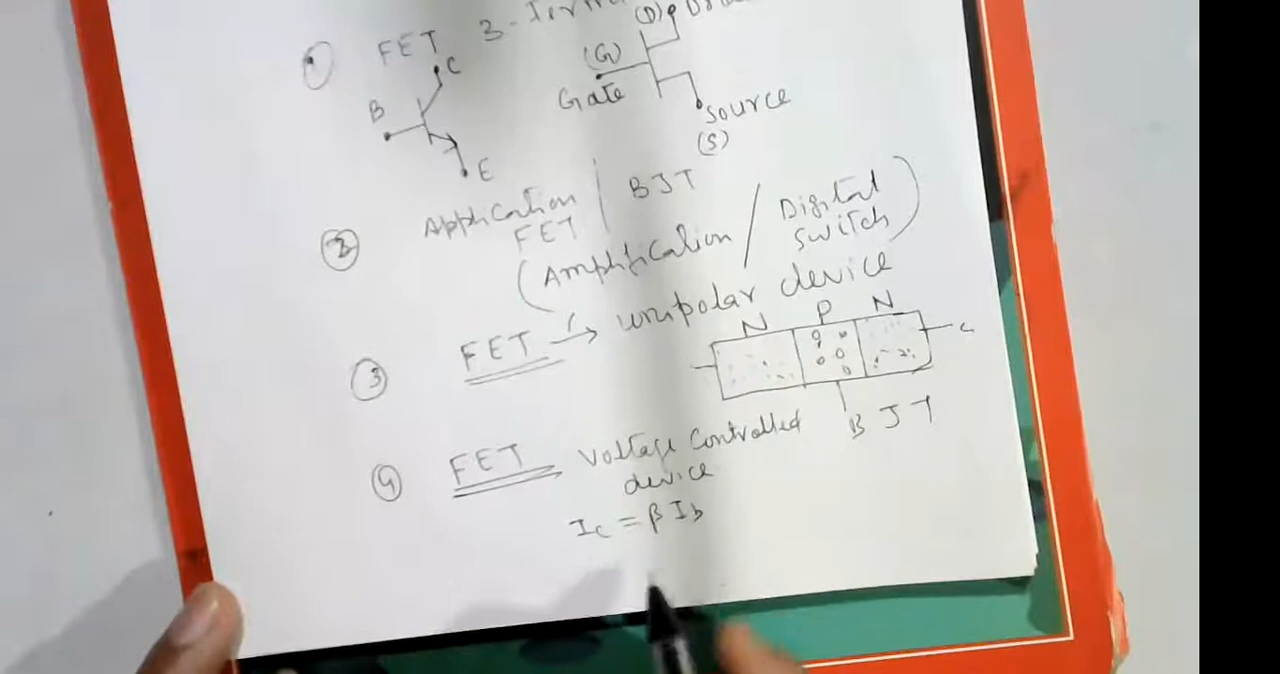 ① FET 3-
(D)
C
(G)
B
Gate
Source
(S)
E
Application | BJT
② FET
(Amplification / Digital
switch)
③ FET → unipolar device
N P N
C
B J T
④ FET voltage controlled
device
Ic = β Ib